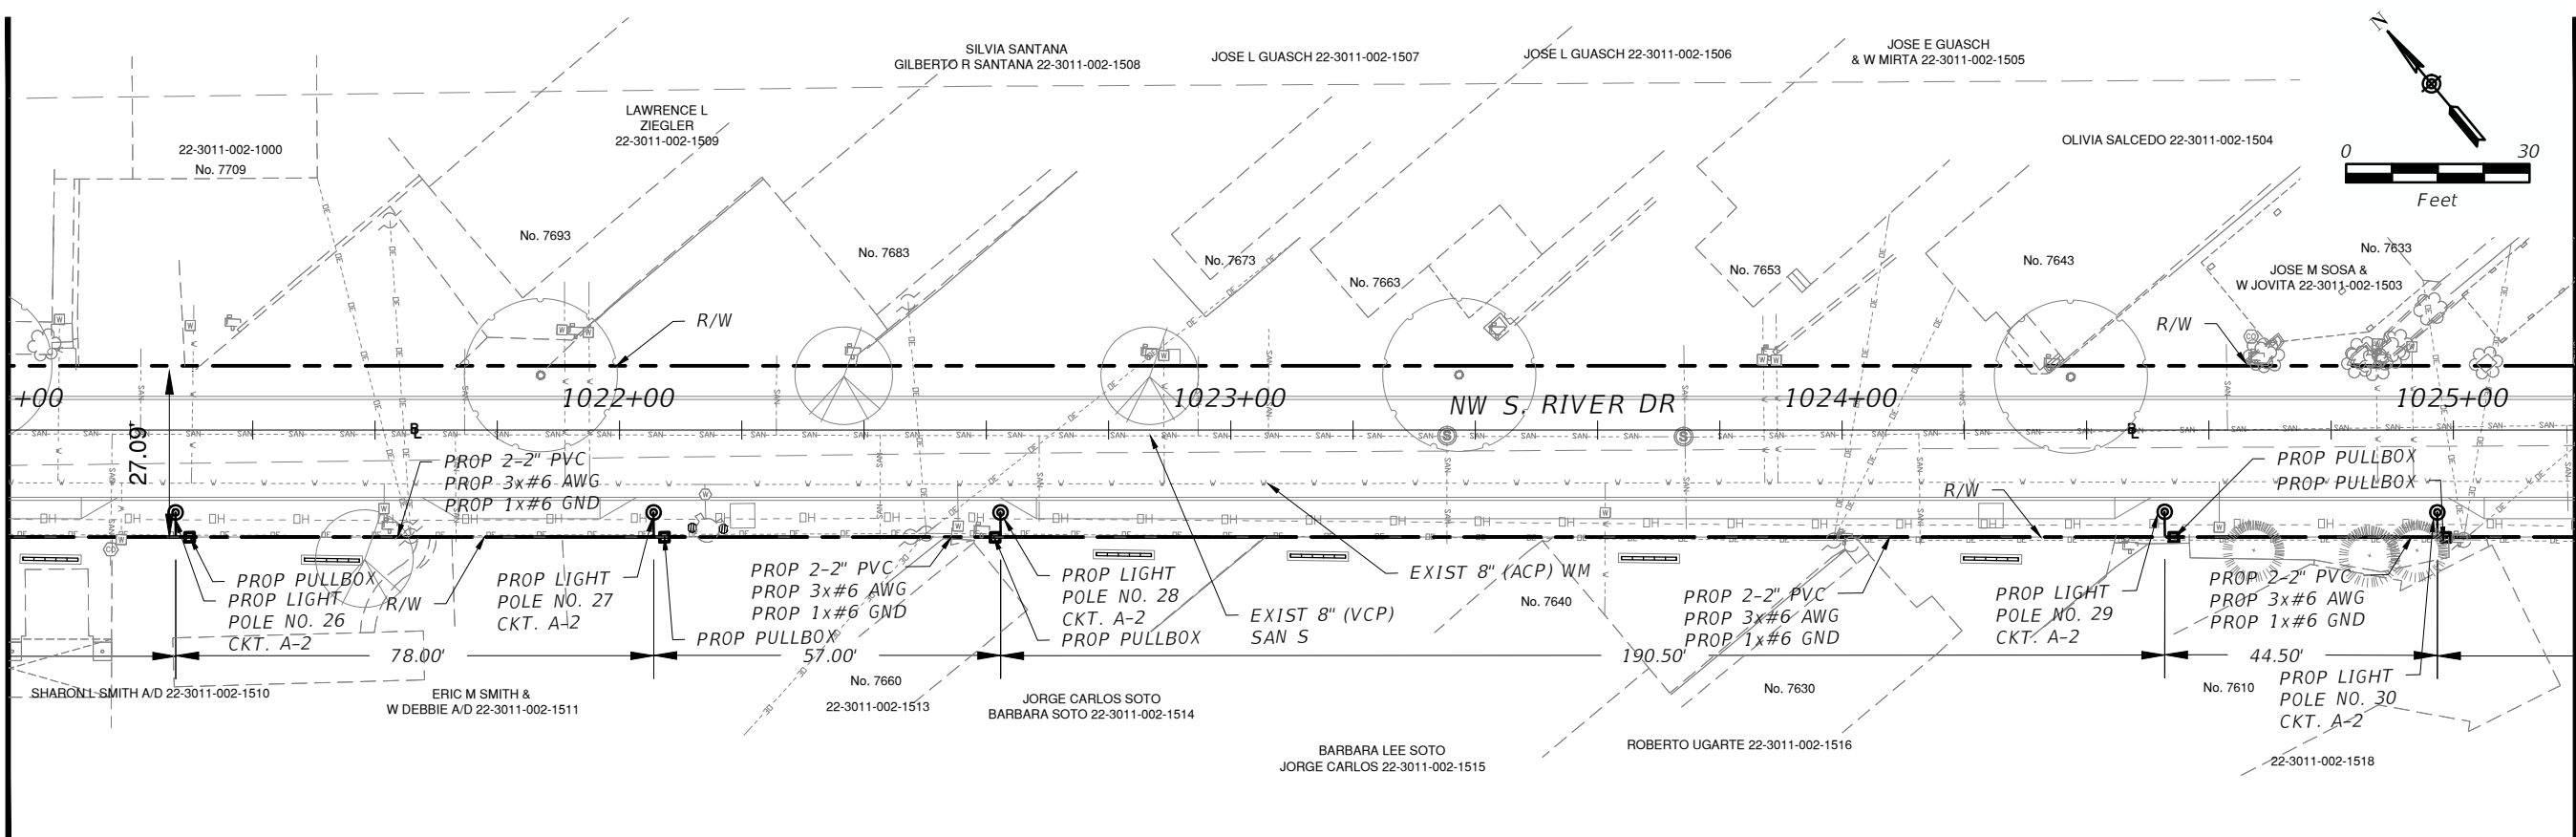 SILVIA SANTANA
GILBERTO R SANTANA 22-3011-002-1508
JOSE L GUASCH 22-3011-002-1507
JOSE L GUASCH 22-3011-002-1506
JOSE E GUASCH
& W MIRTA 22-3011-002-1505
N
LAWRENCE L
ZIEGLER
22-3011-002-1509
22-3011-002-1000
No. 7709
OLIVIA SALCEDO 22-3011-002-1504
0 30
Feet
No. 7693
No. 7683
No. 7673
No. 7663
No. 7653
No. 7643
No. 7633
JOSE M SOSA &
W JOVITA 22-3011-002-1503
R/W
R/W
+00
1022+00
1023+00
NW S. RIVER DR
1024+00
1025+00
27.09'
PROP 2-2" PVC
PROP 3x#6 AWG
PROP 1x#6 GND
PROP PULLBOX
PROP PULLBOX
R/W
PROP PULLBOX
PROP LIGHT
POLE NO. 26
CKT. A-2
R/W
PROP LIGHT
POLE NO. 27
CKT. A-2
PROP PULLBOX
PROP 2-2" PVC
PROP 3x#6 AWG
PROP 1x#6 GND
PROP LIGHT
POLE NO. 28
CKT. A-2
PROP PULLBOX
EXIST 8" (VCP)
SAN S
EXIST 8" (ACP) WM
No. 7640
PROP 2-2" PVC
PROP 3x#6 AWG
PROP 1x#6 GND
PROP LIGHT
POLE NO. 29
CKT. A-2
PROP 2-2" PVC
PROP 3x#6 AWG
PROP 1x#6 GND
78.00'
57.00'
190.50'
44.50'
PROP LIGHT
POLE NO. 30
CKT. A-2
SHARON L SMITH A/D 22-3011-002-1510
ERIC M SMITH &
W DEBBIE A/D 22-3011-002-1511
No. 7660
22-3011-002-1513
JORGE CARLOS SOTO
BARBARA SOTO 22-3011-002-1514
No. 7630
No. 7610
BARBARA LEE SOTO
JORGE CARLOS 22-3011-002-1515
ROBERTO UGARTE 22-3011-002-1516
22-3011-002-1518